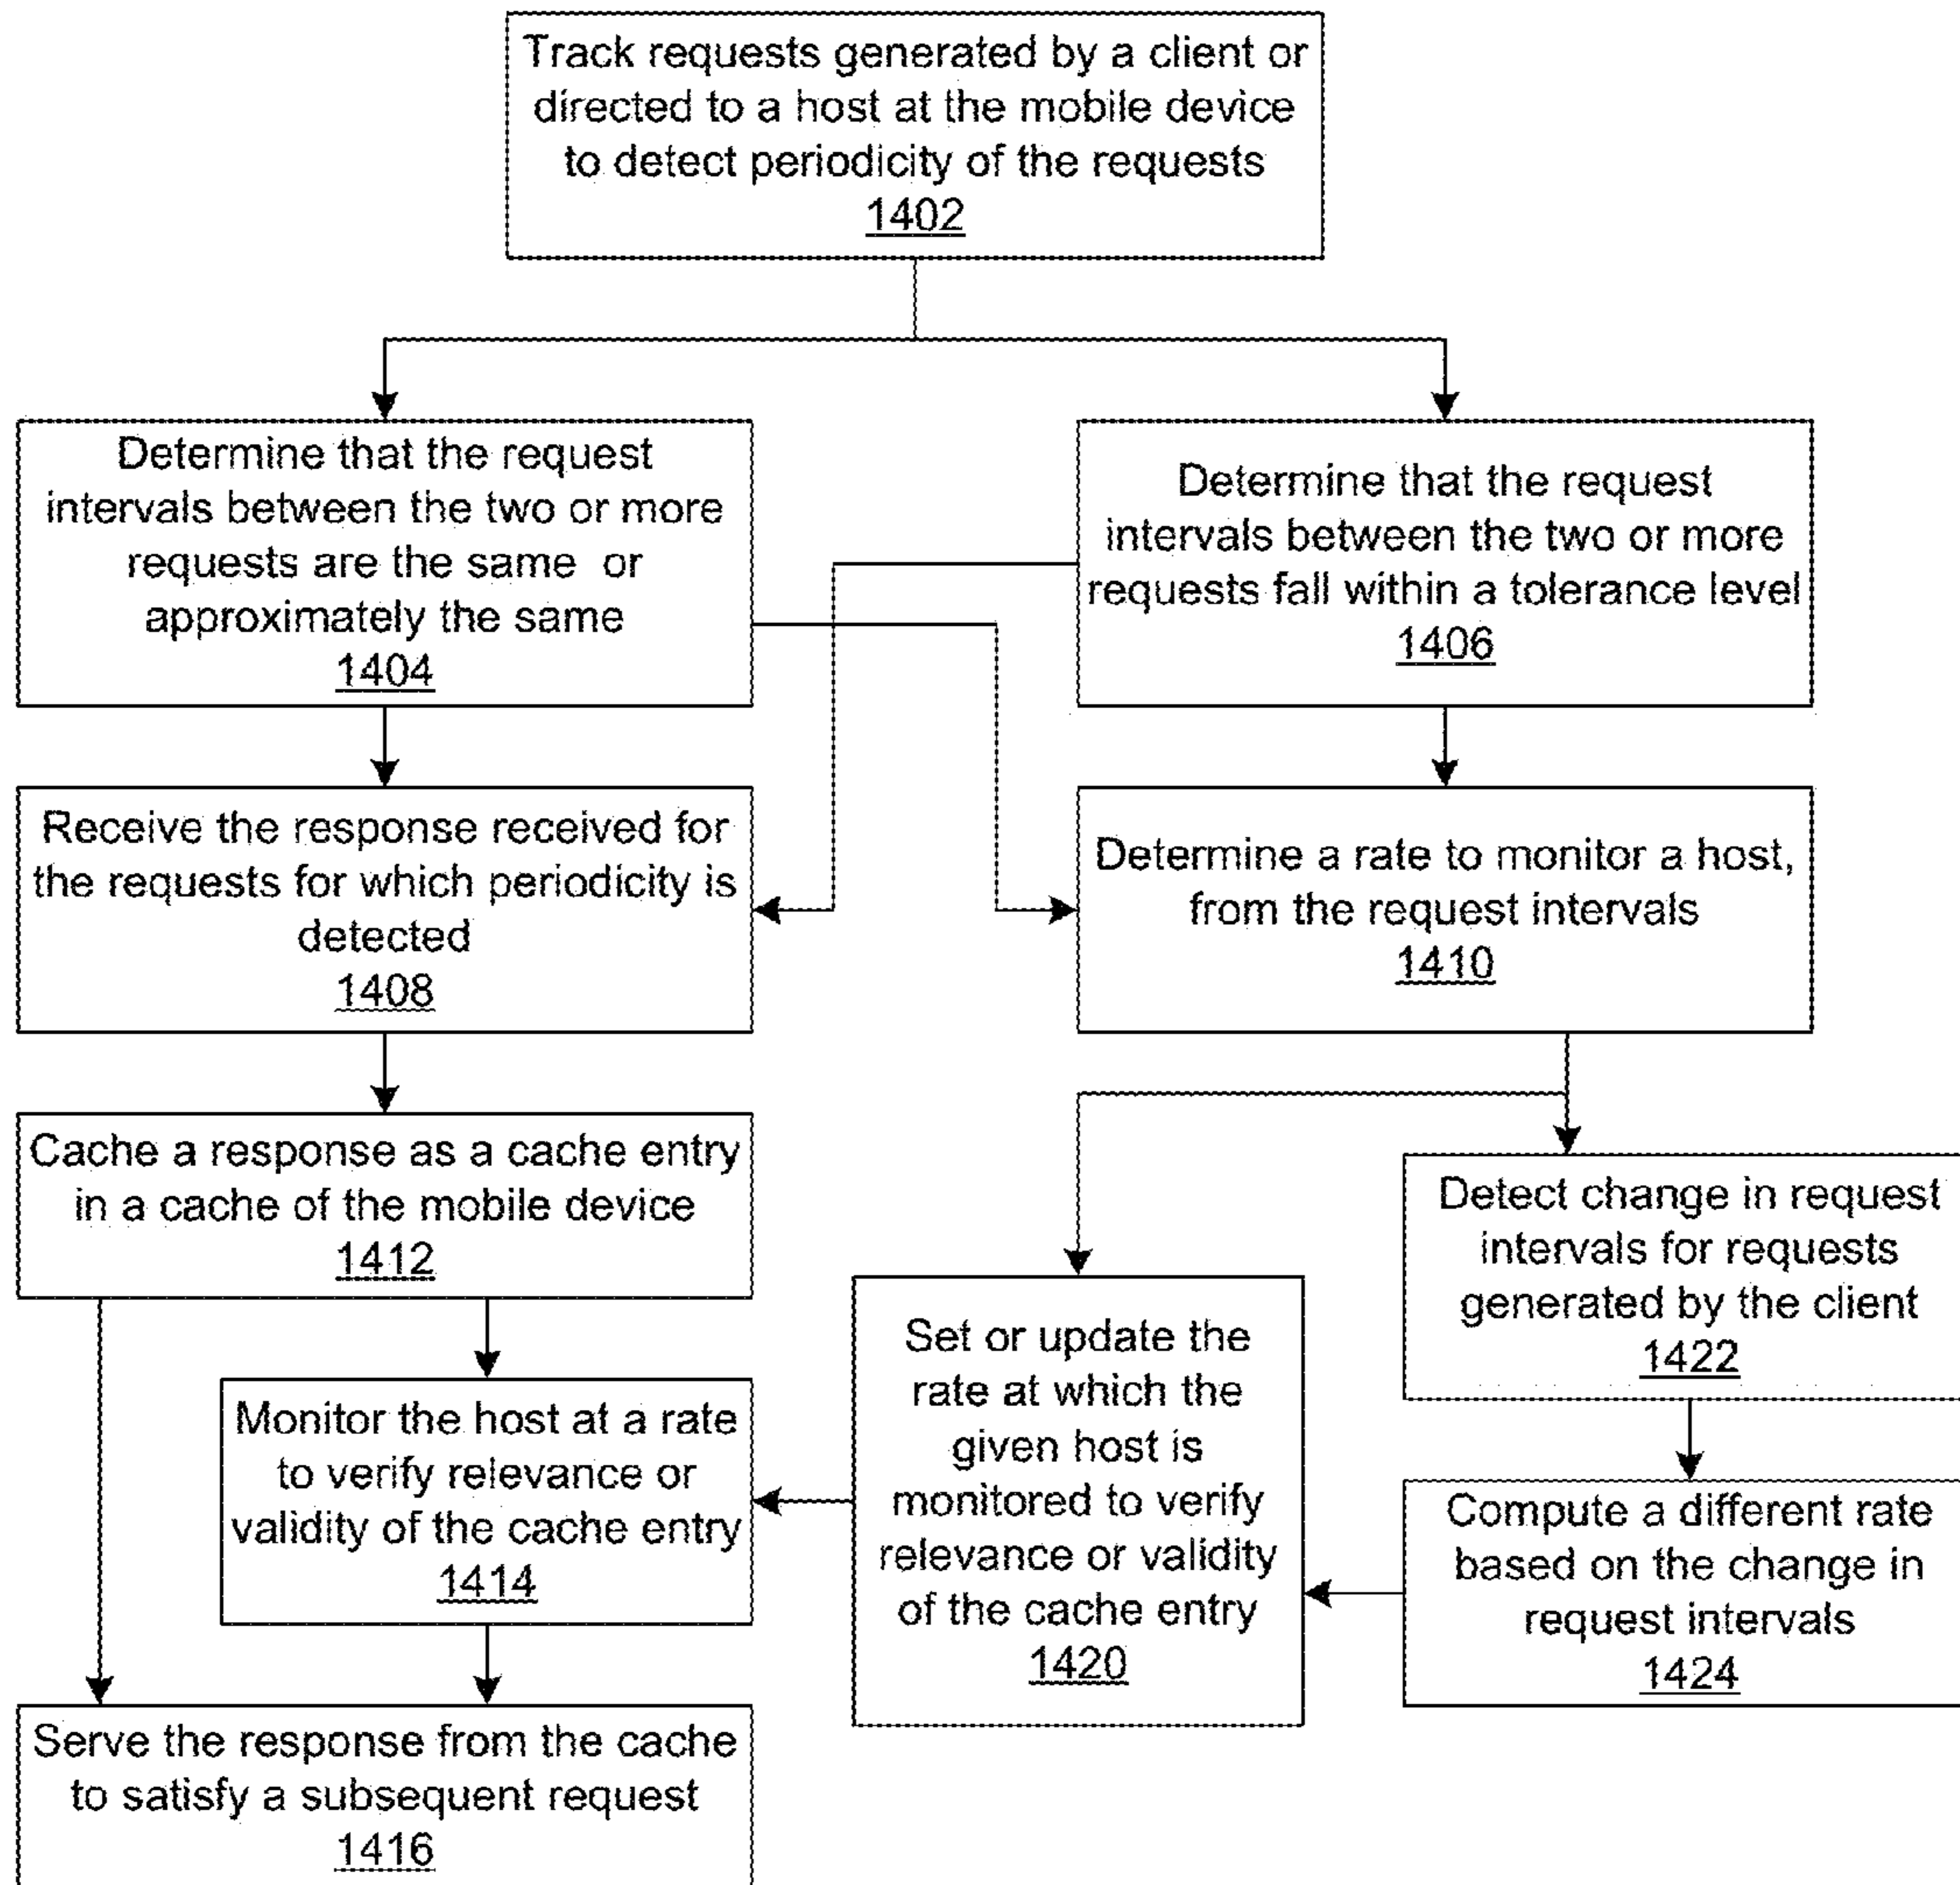 Track requests generated by a client or
directed to a host at the mobile device
to detect periodicity of the requests
1402
Determine that the request
intervals between the two or more
requests are the same or
approximately the same
1404
Determine that the request
intervals between the two or more
requests fall within a tolerance level
1406
Receive the response received for
the requests for which periodicity is
detected
1408
Determine a rate to monitor a host,
from the request intervals
1410
Cache a response as a cache entry
in a cache of the mobile device
1412
Detect change in request
intervals for requests
generated by the client
1422
Set or update the
rate at which the
given host is
monitored to verify
relevance or validity
of the cache entry
1420
Monitor the host at a rate
to verify relevance or
validity of the cache entry
1414
Compute a different rate
based on the change in
request intervals
1424
Serve the response from the cache
to satisfy a subsequent request
1416